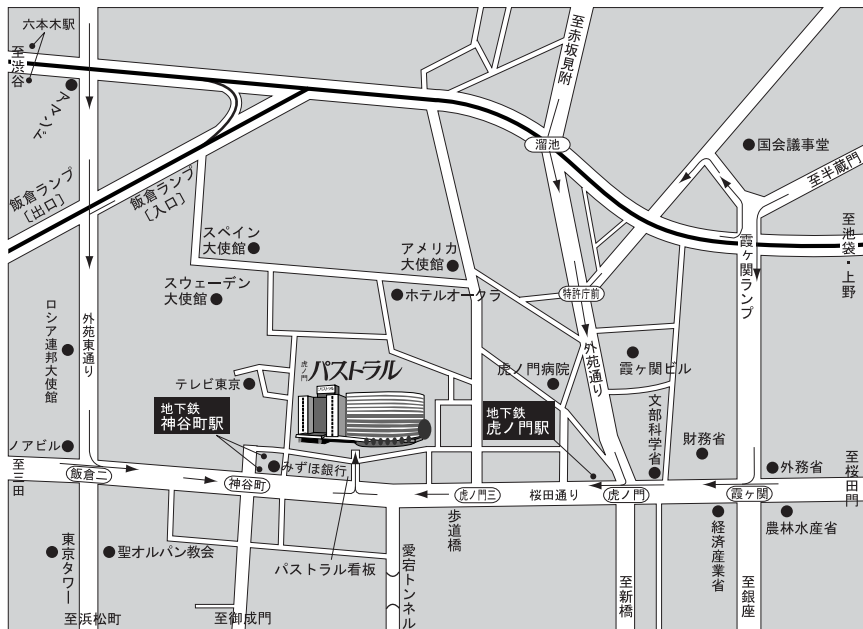 六本木駅
至渋谷
アマンド
至赤坂見附
溜池
国会議事堂
至半蔵門
飯倉ランプ
[出口]
飯倉ランプ
[入口]
スペイン
大使館
アメリカ
大使館
霞ヶ関ランプ
至池袋・上野
スウェーデン
大使館
ホテルオークラ
特許庁前
ロシア連邦大使館
外苑東通り
外苑通り
虎ノ門
パストラル
虎ノ門病院
霞ヶ関ビル
テレビ東京
地下鉄
神谷町駅
地下鉄
虎ノ門駅
文部科学省
財務省
ノアビル
至三田
飯倉二
みずほ銀行
神谷町
虎ノ門三
桜田通り
虎ノ門
霞ヶ関
外務省
至桜田門
歩道橋
経済産業省
農林水産省
東京タワー
聖オルパン教会
パストラル看板
愛宕トンネル
至浜松町
至御成門
至新橋
至銀座